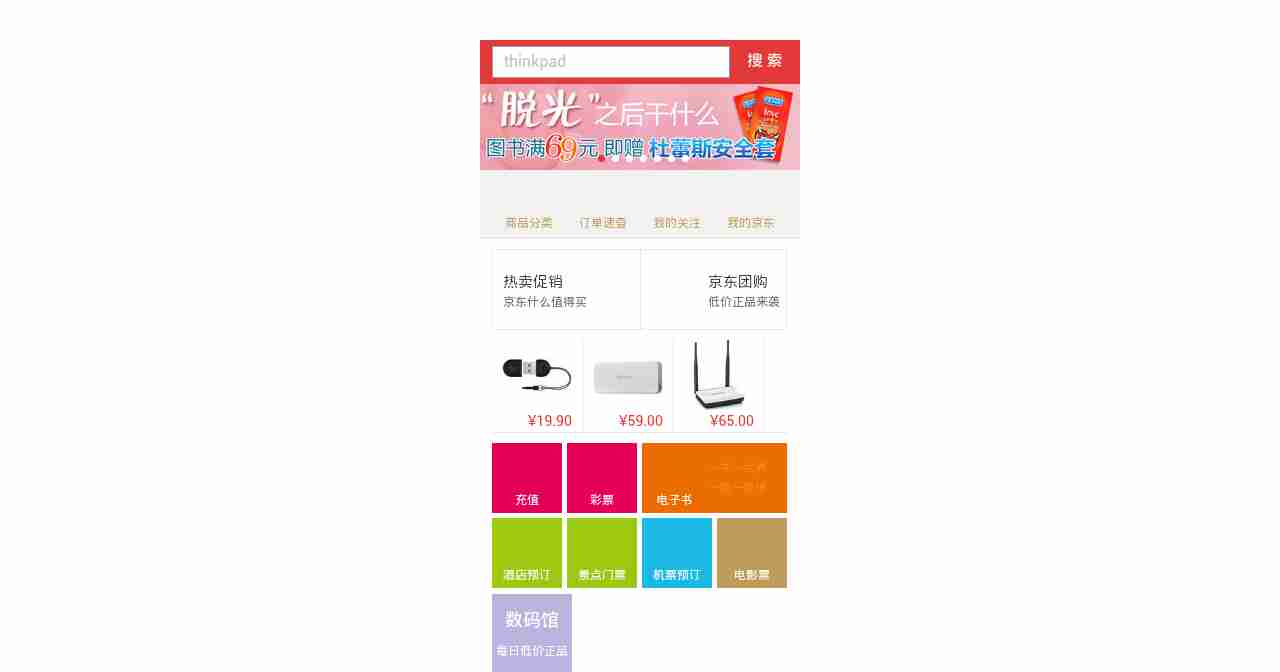 thinkpad
搜 索
“脱光”之后干什么
图书满69元 即赠 杜蕾斯安全套
love
商品分类 订单速查 我的关注 我的京东
热卖促销
京东什么值得买
京东团购
低价正品来袭
¥19.90 ¥59.00 ¥65.00
充值 彩票 电子书
酒店预订 景点门票 机票预订 电影票
数码馆
每日低价正品